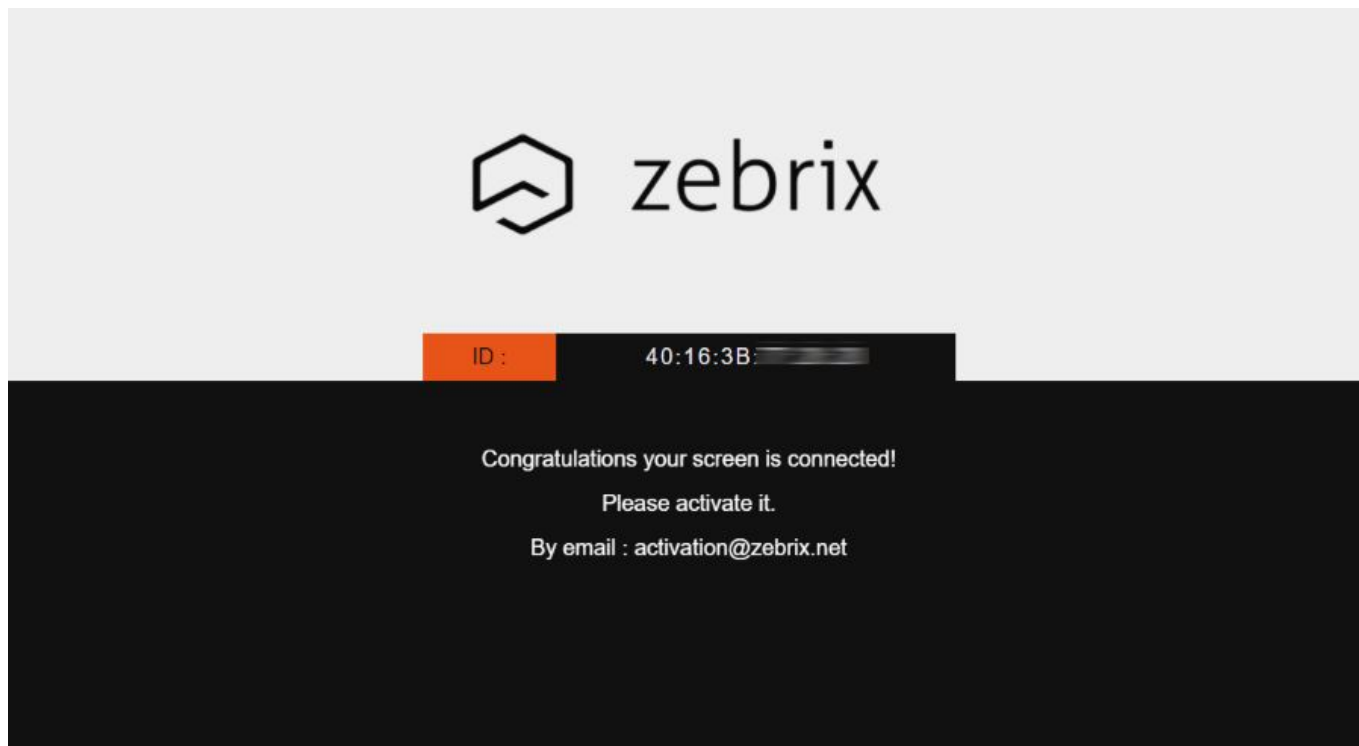 zebrix
ID : 40:16:3B:
Congratulations your screen is connected!
Please activate it.
By email : activation@zebrix.net